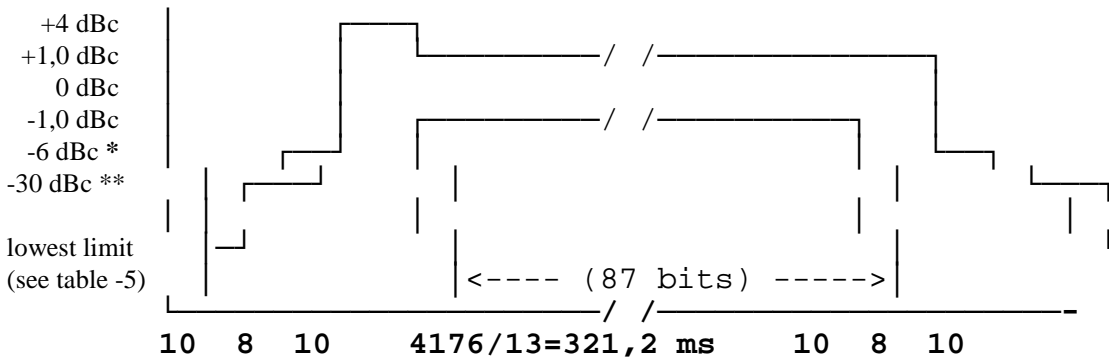 +4 dBc
+1,0 dBc
0 dBc
-1,0 dBc
-6 dBc *
-30 dBc **
lowest limit
(see table -5)
<---- (87 bits) ----->
10 8 10 4176/13=321,2 ms 10 8 10